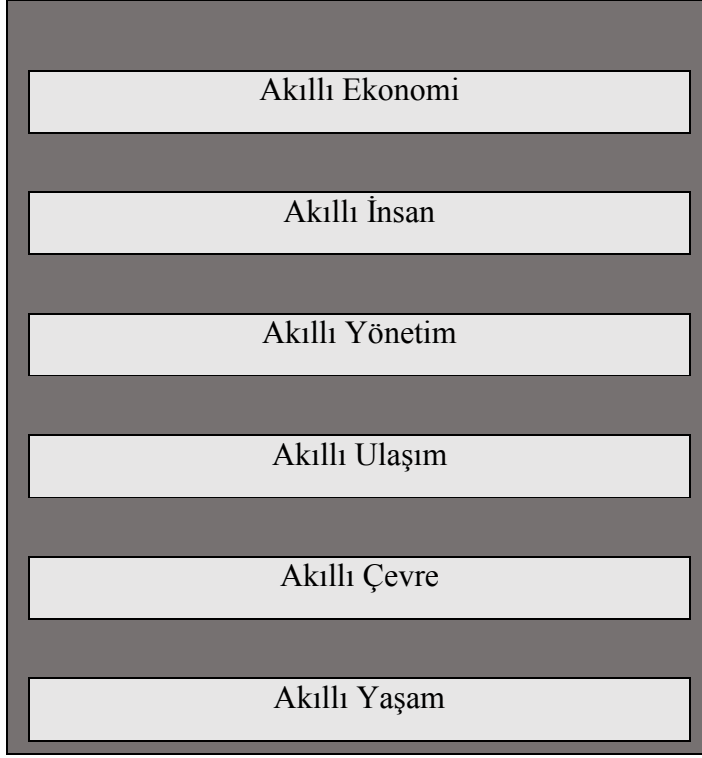 Akıllı Ekonomi
Akıllı İnsan
Akıllı Yönetim
Akıllı Ulaşım
Akıllı Çevre
Akıllı Yaşam